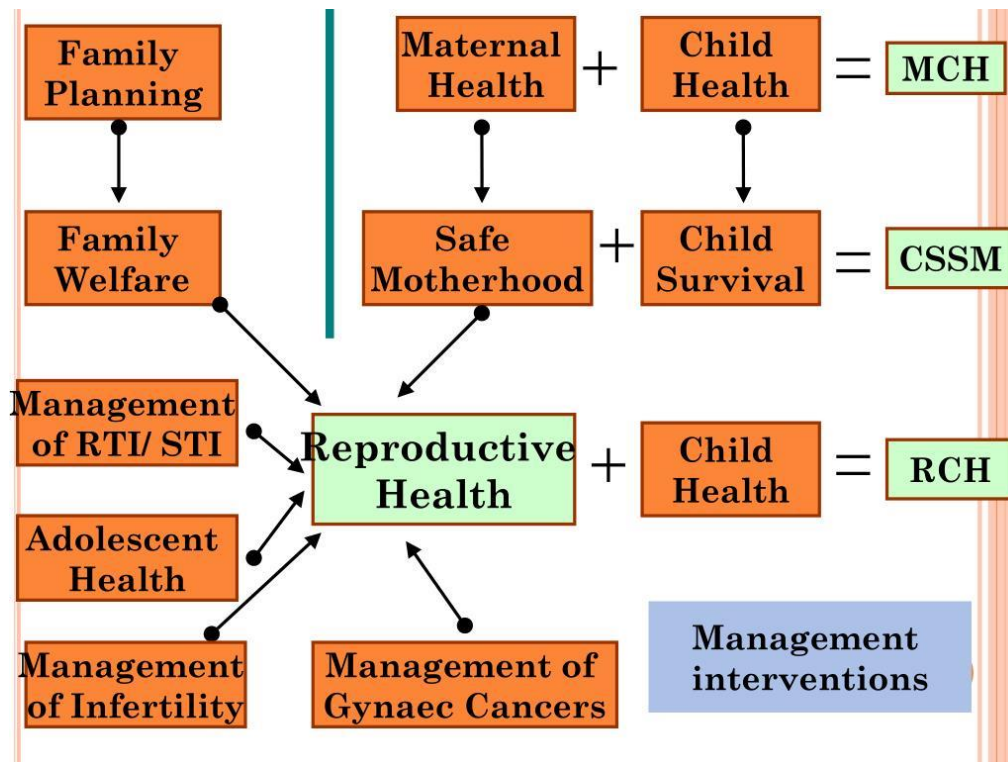 Family
Planning
Maternal
Health
+
Child
Health
=
MCH
Family
Welfare
Safe
Motherhood
+
Child
Survival
=
CSSM
Management
of RTI/ STI
Reproductive
Health
+
Child
Health
=
RCH
Adolescent
Health
Management
of Infertility
Management of
Gynaec Cancers
Management
interventions